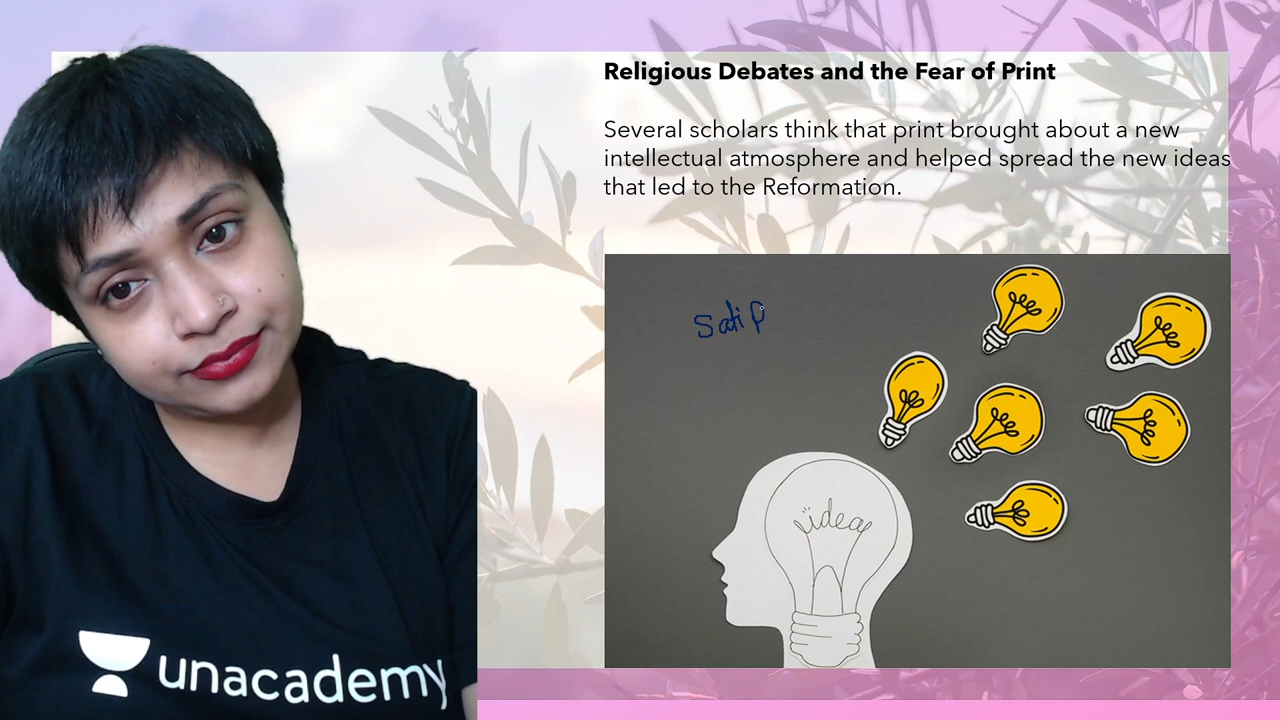 Religious Debates and the Fear of Print
Several scholars think that print brought about a new
intellectual atmosphere and helped spread the new ideas
that led to the Reformation.
Sati P
idea
unacademy